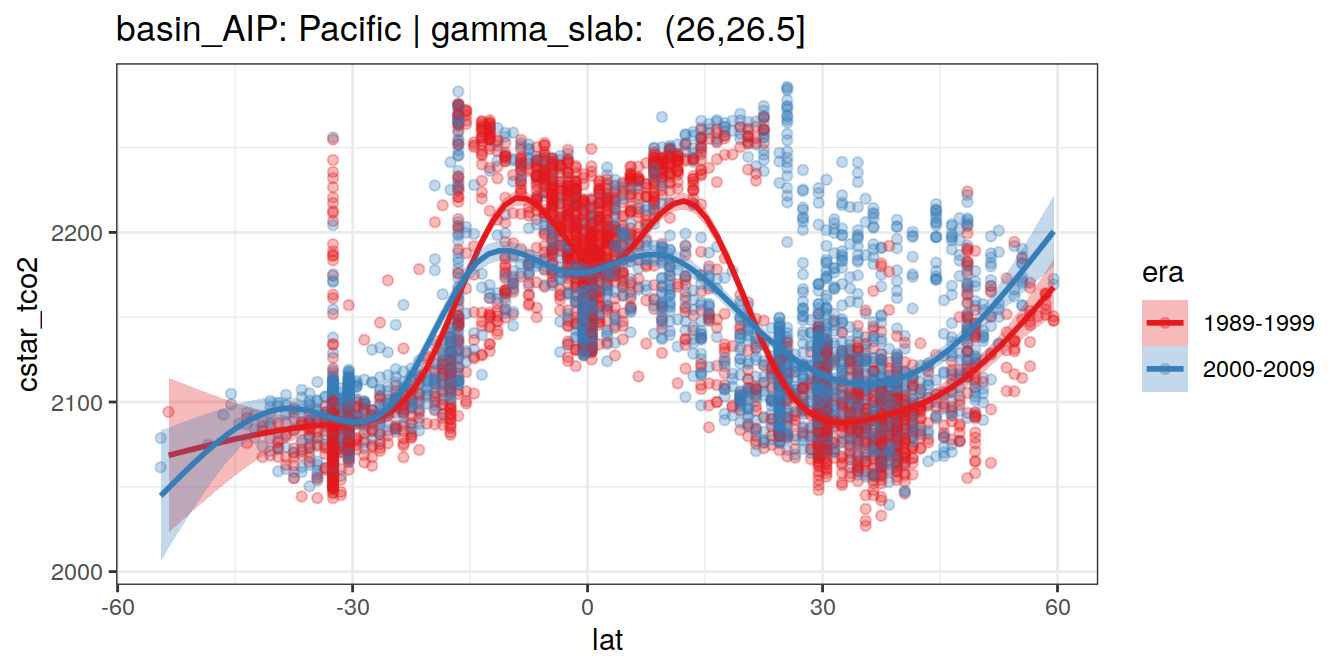 basin_AIP: Pacific | gamma_slab:  (26,26.5]
cstar_tco2
2200
2100
2000
-60
-30
0
30
60
lat
era
1989-1999
2000-2009